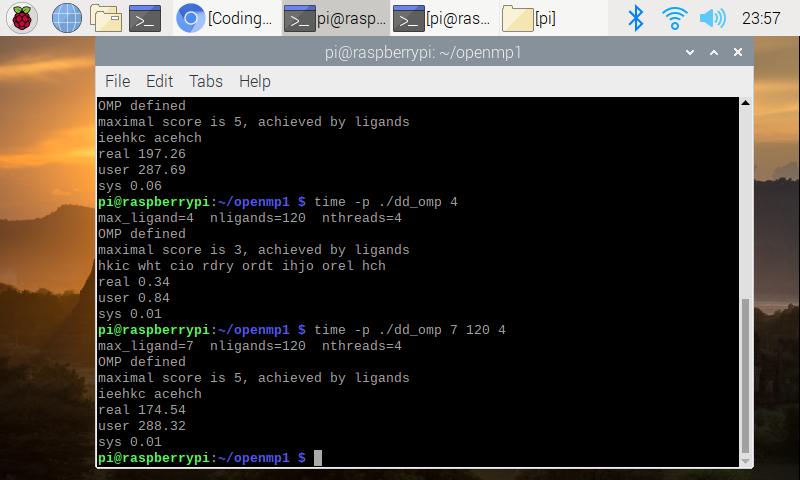 [Coding... pi@rasp... [pi@ras... [pi] 23:57
pi@raspberrypi: ~/openmp1
File Edit Tabs Help
OMP defined
maximal score is 5, achieved by ligands
ieehkc acehch
real 197.26
user 287.69
sys 0.06
pi@raspberrypi:~/openmp1 $ time -p ./dd_omp 4
max_ligand=4  nligands=120  nthreads=4
OMP defined
maximal score is 3, achieved by ligands
hkic wht cio rdry ordt ihjo orel hch
real 0.34
user 0.84
sys 0.01
pi@raspberrypi:~/openmp1 $ time -p ./dd_omp 7 120 4
max_ligand=7  nligands=120  nthreads=4
OMP defined
maximal score is 5, achieved by ligands
ieehkc acehch
real 174.54
user 288.32
sys 0.01
pi@raspberrypi:~/openmp1 $